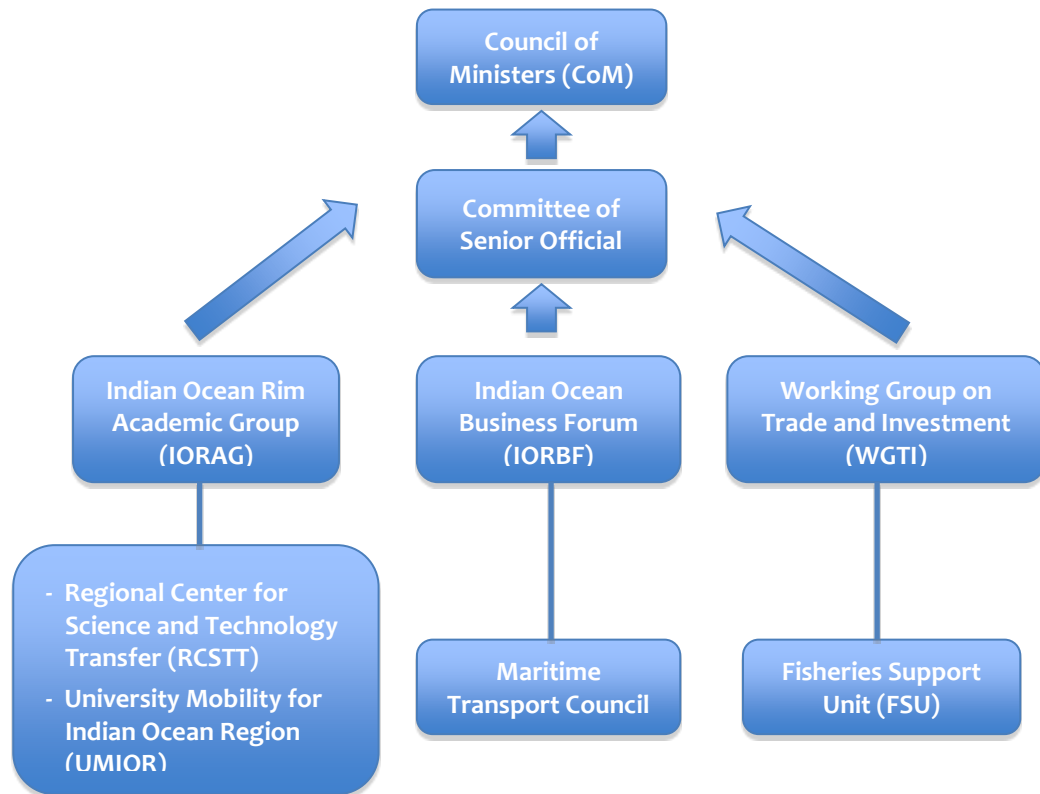 Council of
Ministers (CoM)
Committee of
Senior Official
Indian Ocean Rim
Academic Group
(IORAG)
Indian Ocean
Business Forum
(IORBF)
Working Group on
Trade and Investment
(WGTI)
- Regional Center for
Science and Technology
Transfer (RCSTT)
- University Mobility for
Indian Ocean Region
(UMIOR)
Maritime
Transport Council
Fisheries Support
Unit (FSU)